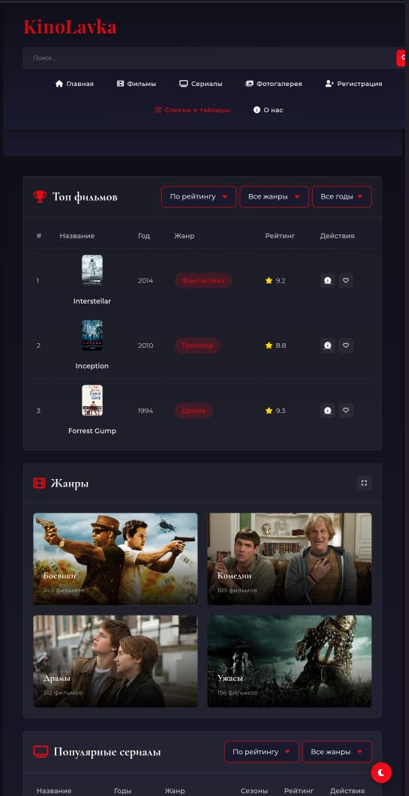 KinoLavka
Поиск...
Главная Фильмы Сериалы Фотогалерея Регистрация
Списки и таблицы О нас
Топ фильмов По рейтингу Все жанры Все годы
# Название Год Жанр Рейтинг Действия
1 2014 Фантастика 9.2
Interstellar
2 2010 Триллер 8.8
Inception
3 1994 Драма 9.3
Forrest Gump
Жанры
Боевики Комедии
245 фильмов 189 фильмов
Драмы Ужасы
312 фильмов 156 фильмов
Популярные сериалы По рейтингу Все жанры
Название Годы Жанр Сезоны Рейтинг Действия